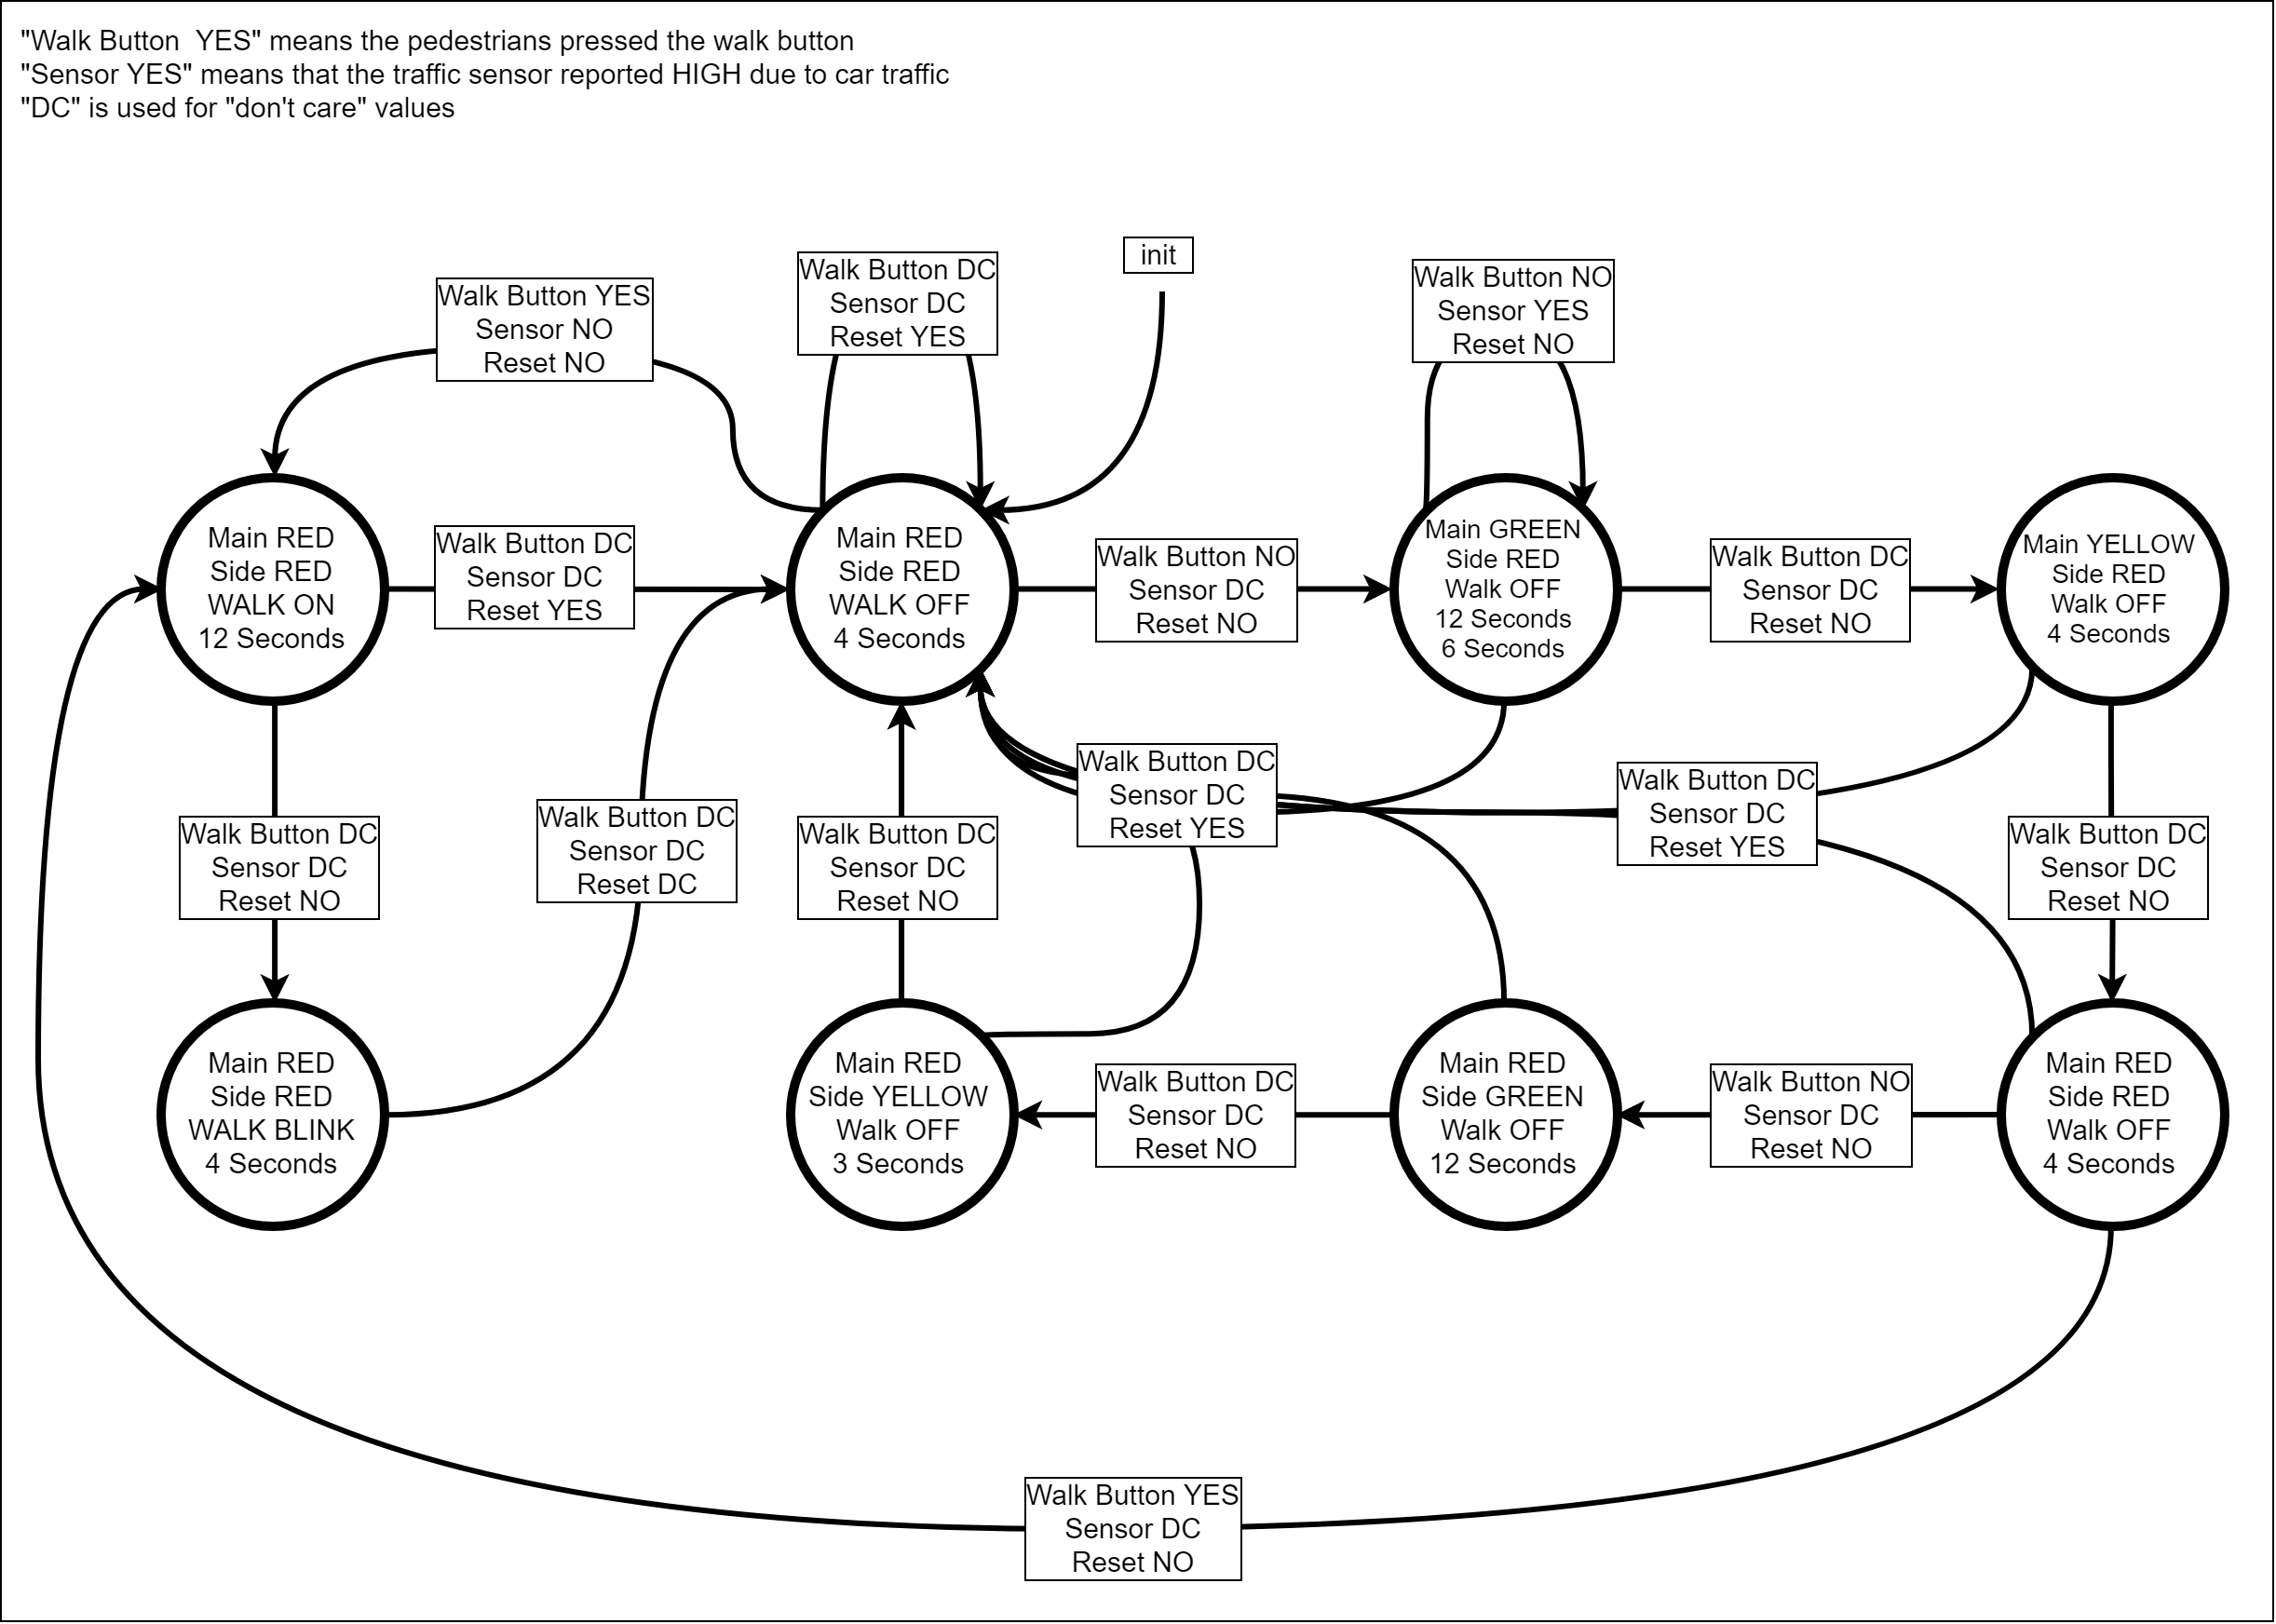 "Walk Button  YES" means the pedestrians pressed the walk button
"Sensor YES" means that the traffic sensor reported HIGH due to car traffic
"DC" is used for "don't care" values
init
Walk Button YES
Sensor NO
Reset NO
Walk Button DC
Sensor DC
Reset YES
Walk Button NO
Sensor YES
Reset NO
Main RED
Side RED
WALK ON
12 Seconds
Walk Button DC
Sensor DC
Reset YES
Main RED
Side RED
WALK OFF
4 Seconds
Walk Button NO
Sensor DC
Reset NO
Main GREEN
Side RED
Walk OFF
12 Seconds
6 Seconds
Walk Button DC
Sensor DC
Reset NO
Main YELLOW
Side RED
Walk OFF
4 Seconds
Walk Button DC
Sensor DC
Reset NO
Walk Button DC
Sensor DC
Reset DC
Walk Button DC
Sensor DC
Reset NO
Walk Button DC
Sensor DC
Reset YES
Walk Button DC
Sensor DC
Reset YES
Walk Button DC
Sensor DC
Reset NO
Main RED
Side RED
WALK BLINK
4 Seconds
Main RED
Side YELLOW
Walk OFF
3 Seconds
Walk Button DC
Sensor DC
Reset NO
Main RED
Side GREEN
Walk OFF
12 Seconds
Walk Button NO
Sensor DC
Reset NO
Main RED
Side RED
Walk OFF
4 Seconds
Walk Button YES
Sensor DC
Reset NO